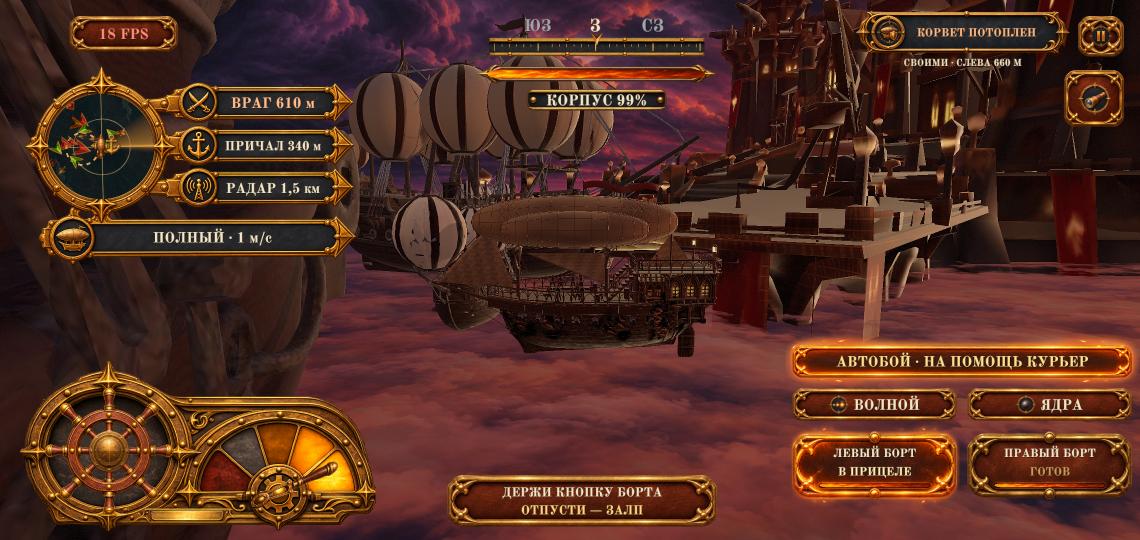 18 FPS
ЮЗ З СЗ
КОРПУС 99%
КОРВЕТ ПОТОПЛЕН
СВОИМИ · СЛЕВА 660 М
ВРАГ 610 м
ПРИЧАЛ 340 м
РАДАР 1,5 км
ПОЛНЫЙ · 1 м/с
АВТОБОЙ · НА ПОМОЩЬ КУРЬЕР
ВОЛНОЙ
ЯДРА
ЛЕВЫЙ БОРТ
В ПРИЦЕЛЕ
ПРАВЫЙ БОРТ
ГОТОВ
ДЕРЖИ КНОПКУ БОРТА
ОТПУСТИ — ЗАЛП